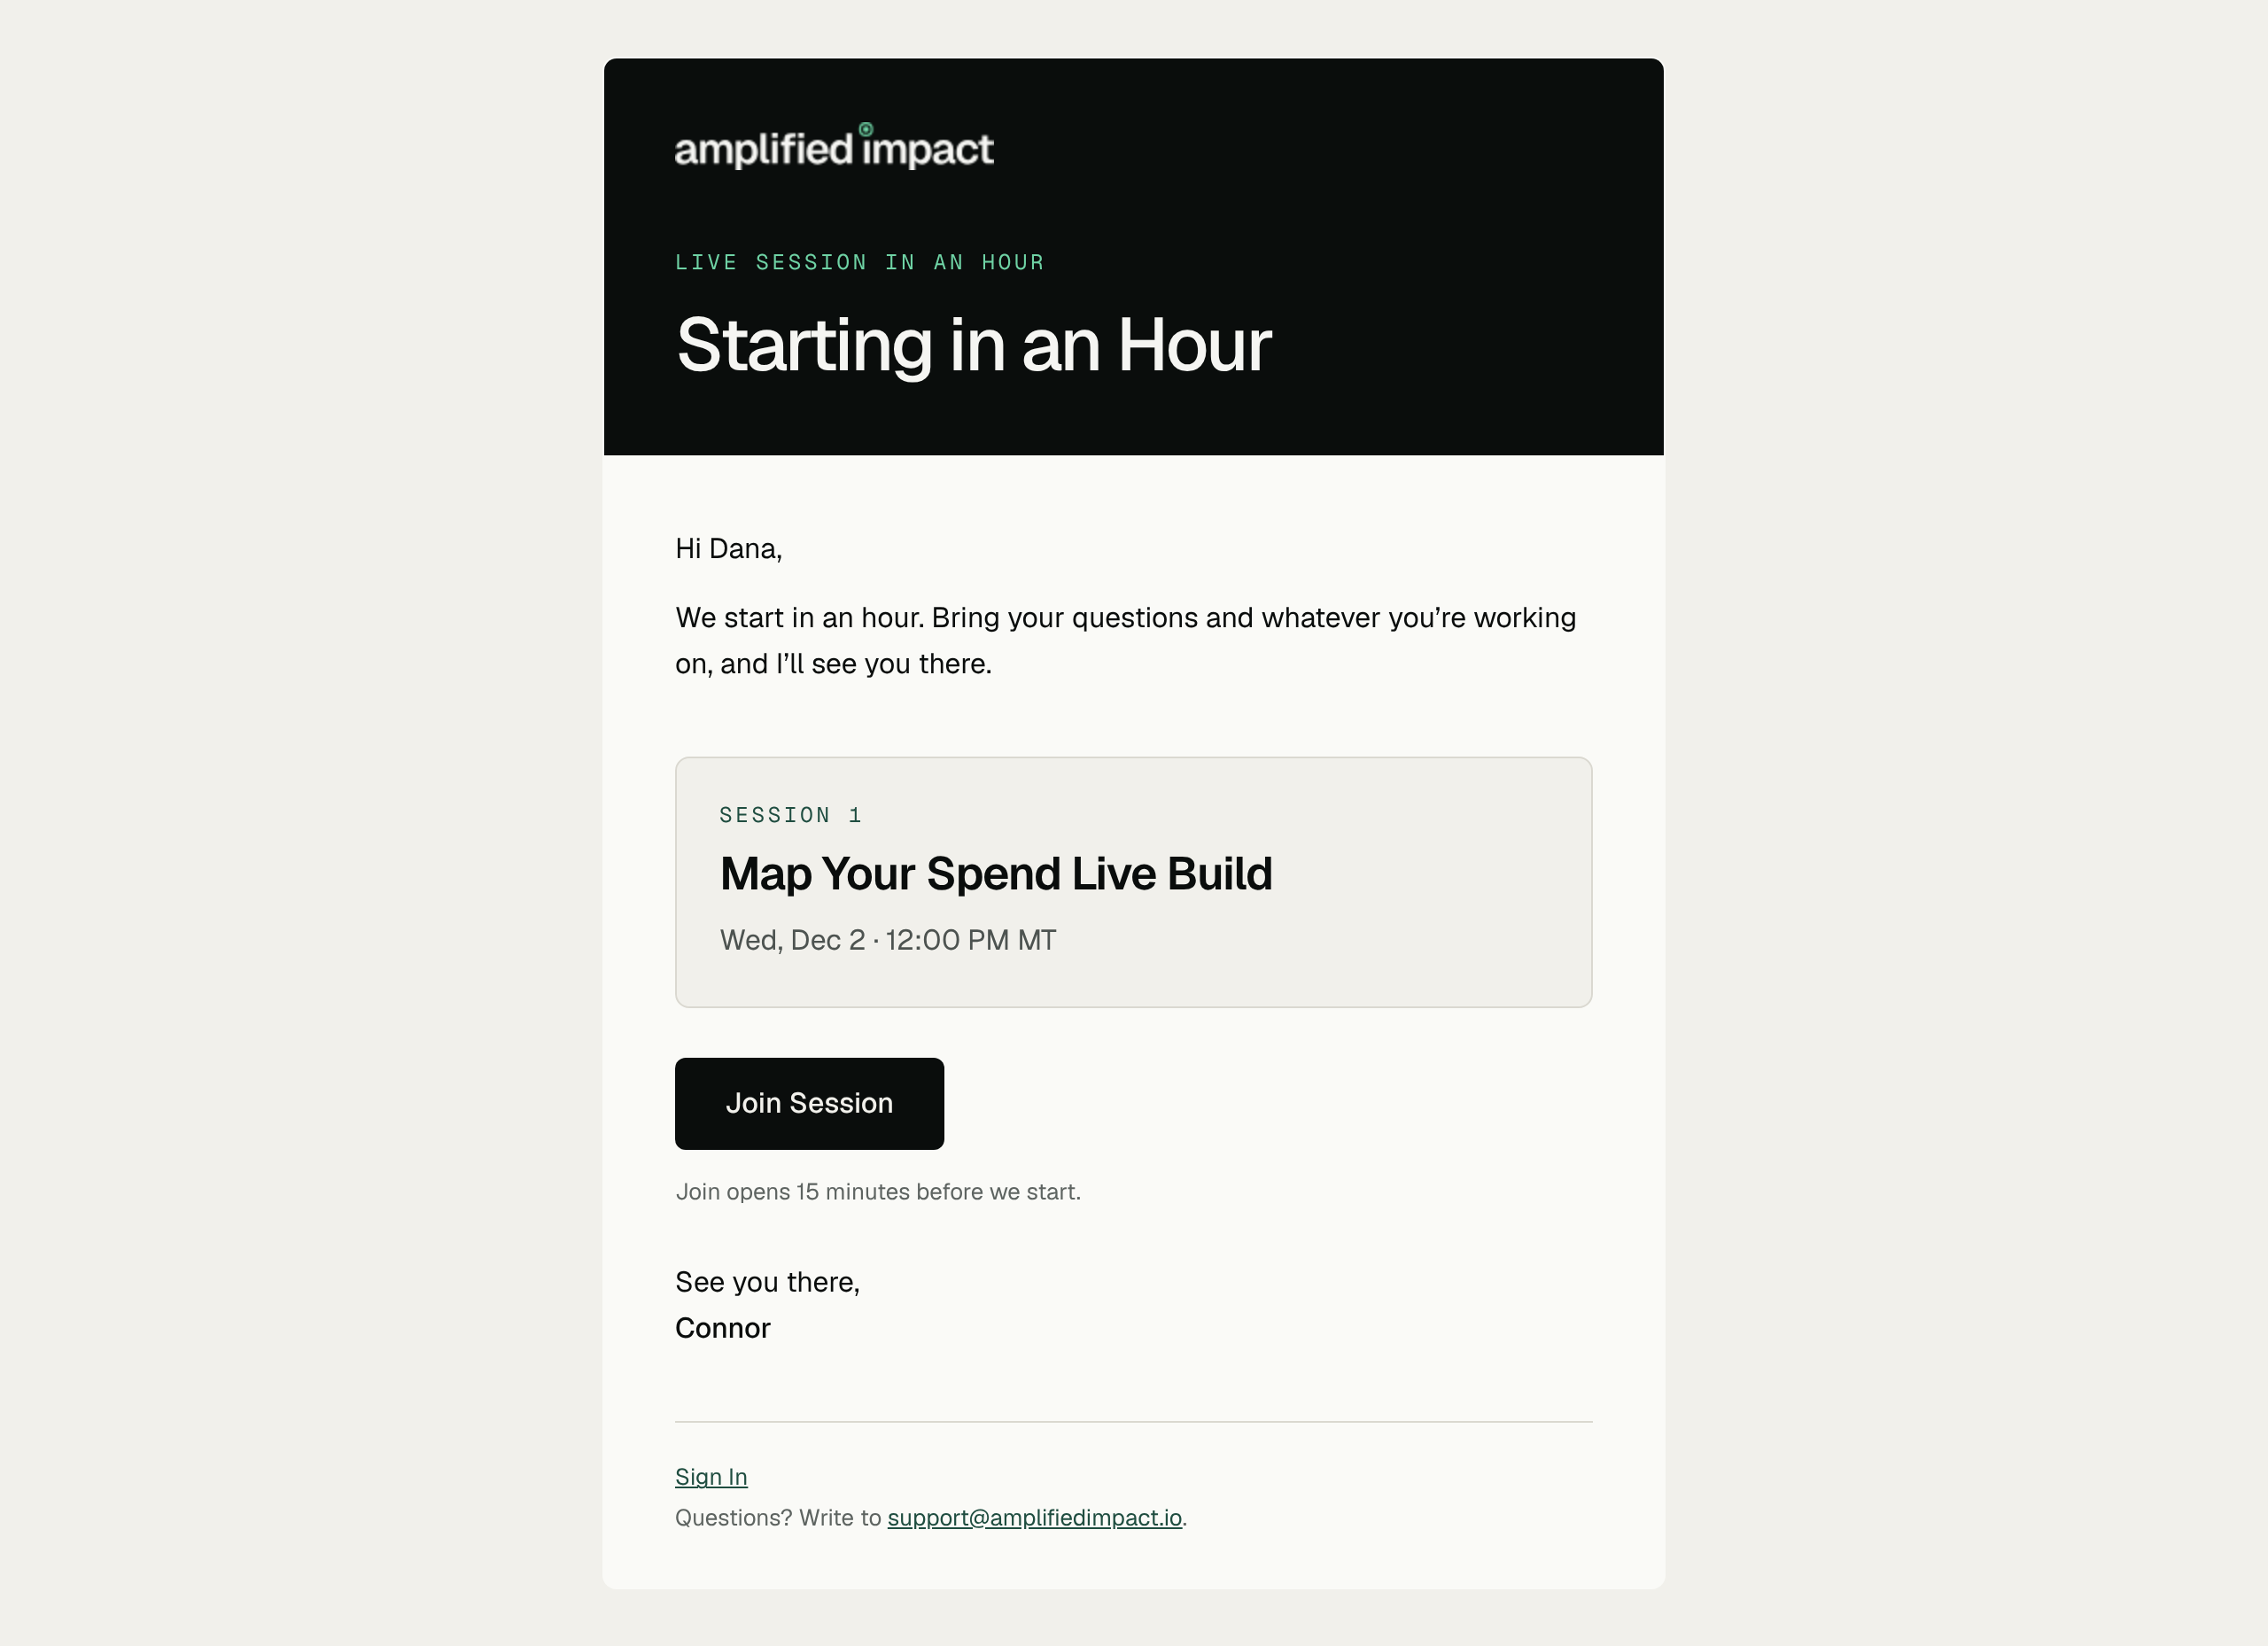 amplified impact
LIVE SESSION IN AN HOUR
Starting in an Hour
Hi Dana,
We start in an hour. Bring your questions and whatever you’re working
on, and I’ll see you there.
SESSION 1
Map Your Spend Live Build
Wed, Dec 2 · 12:00 PM MT
Join Session
Join opens 15 minutes before we start.
See you there,
Connor
Sign In
Questions? Write to support@amplifiedimpact.io.